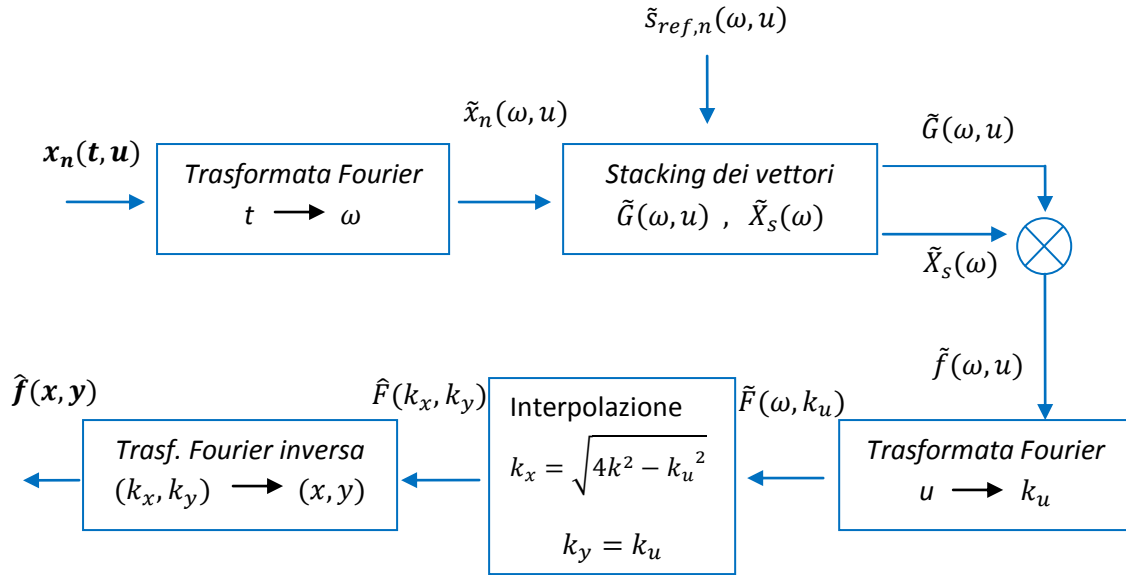 s̃_{ref,n}(ω, u)
x_n(t, u)
Trasformata Fourier
t ⟶ ω
x̃_n(ω, u)
Stacking dei vettori
G̃(ω, u) , X̃_s(ω)
G̃(ω, u)
X̃_s(ω)
f̃(ω, u)
Trasformata Fourier
u ⟶ k_u
F̃(ω, k_u)
Interpolazione
k_x = √(4k² − k_u²)
k_y = k_u
F̂(k_x, k_y)
Trasf. Fourier inversa
(k_x, k_y) ⟶ (x, y)
f̂(x, y)